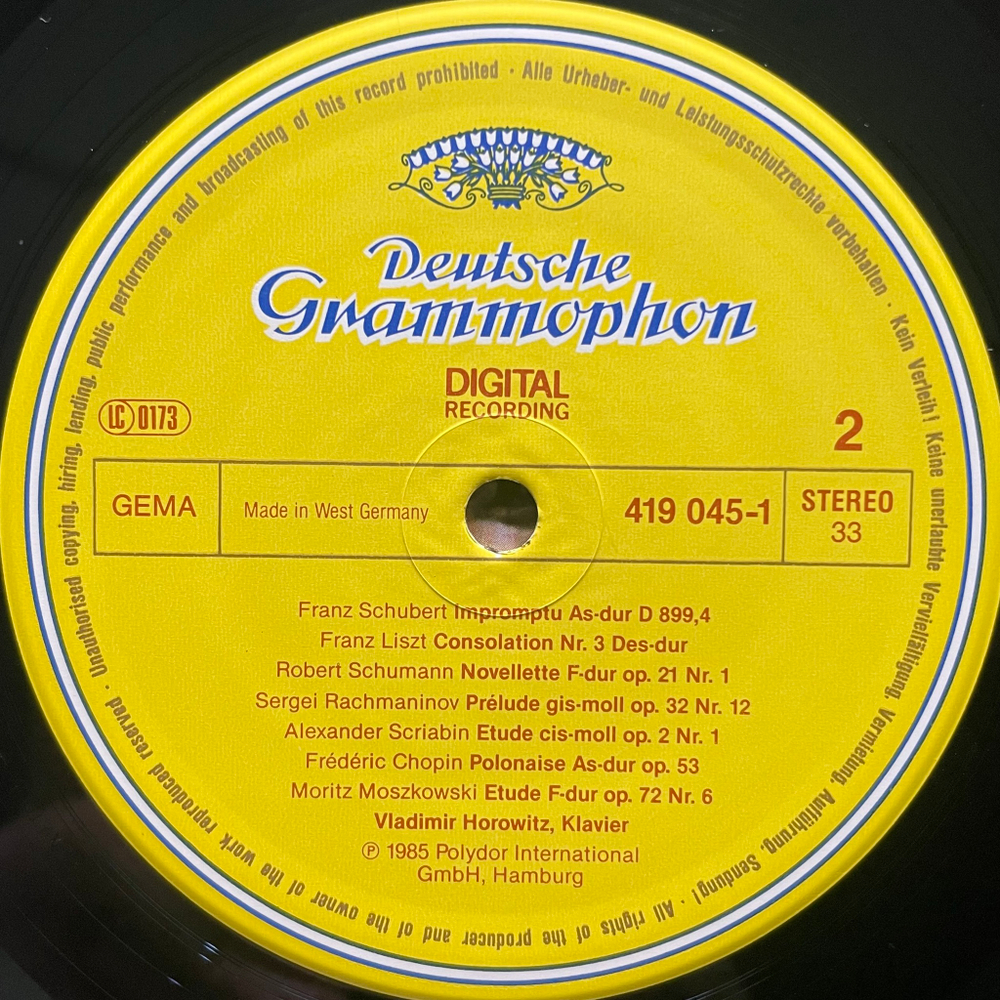 Deutsche
Grammophon
DIGITAL
RECORDING
LC 0173
2
GEMA
Made in West Germany
419 045-1
STEREO
33
Franz Schubert Impromptu As-dur D 899,4
Franz Liszt Consolation Nr. 3 Des-dur
Robert Schumann Novellette F-dur op. 21 Nr. 1
Sergei Rachmaninov Prélude gis-moll op. 32 Nr. 12
Alexander Scriabin Etude cis-moll op. 2 Nr. 1
Frédéric Chopin Polonaise As-dur op. 53
Moritz Moszkowski Etude F-dur op. 72 Nr. 6
Vladimir Horowitz, Klavier
℗ 1985 Polydor International
GmbH, Hamburg
Alle Urheber- und Leistungsschutzrechte vorbehalten · Kein Verleih! Keine unerlaubte Vervielfältigung, Vermietung, Aufführung, Sendung! · All rights of the producer and of the owner of the work reproduced reserved · Unauthorised copying, hiring, lending, public performance and broadcasting of this record prohibited ·